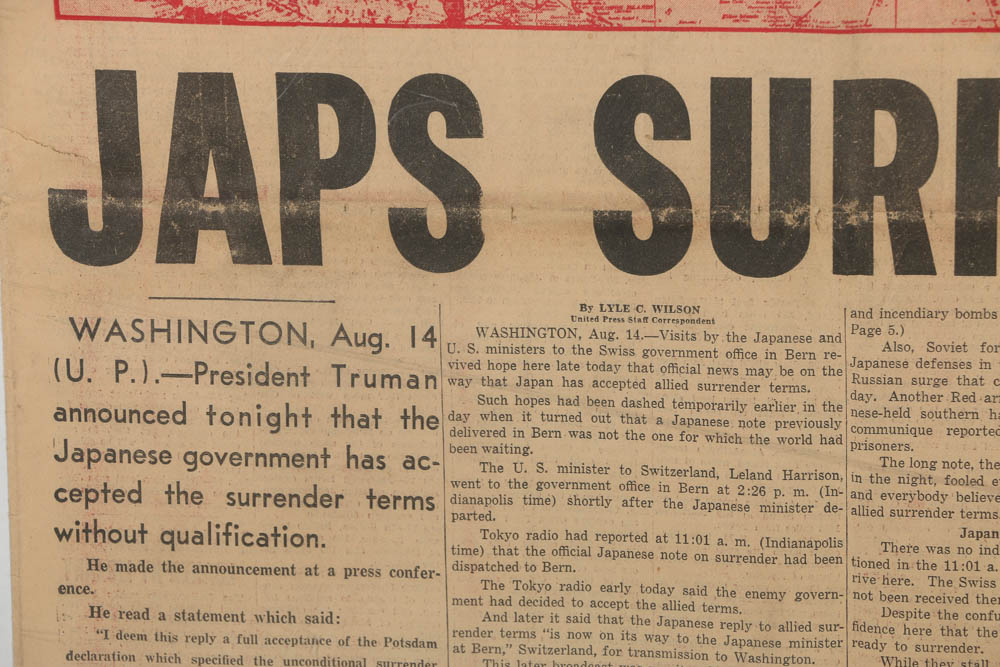 JAPS SUR
WASHINGTON, Aug. 14
(U. P.).—President Truman
announced tonight that the
Japanese government has ac-
cepted the surrender terms
without qualification.
He made the announcement at a press confer-
ence.
He read a statement which said:
"I deem this reply a full acceptance of the Potsdam
declaration which specified the unconditional surrender
By LYLE C. WILSON
United Press Staff Correspondent
WASHINGTON, Aug. 14.—Visits by the Japanese and
U. S. ministers to the Swiss government office in Bern re-
vived hope here late today that official news may be on the
way that Japan has accepted allied surrender terms.
Such hopes had been dashed temporarily earlier in the
day when it turned out that a Japanese note previously
delivered in Bern was not the one for which the world had
been waiting.
The U. S. minister to Switzerland, Leland Harrison,
went to the government office in Bern at 2:26 p. m. (In-
dianapolis time) shortly after the Japanese minister de-
parted.
Tokyo radio had reported at 11:01 a. m. (Indianapolis
time) that the official Japanese note on surrender had been
dispatched to Bern.
The Tokyo radio early today said the enemy govern-
ment had decided to accept the allied terms.
And later it said that the Japanese reply to allied sur-
render terms "is now on its way to the Japanese minister
at Bern," Switzerland, for transmission to Washington.
This later broadcast was
and incendiary bombs
Page 5.)
Also, Soviet for
Japanese defenses in
Russian surge that c
day. Another Red ar
nese-held southern ha
communique reported
prisoners.
The long note, the
in the night, fooled e
and everybody believe
allied surrender terms.
Japan
There was no ind
tioned in the 11:01 a.
rive here. The Swiss
not been received ther
Despite the confu
fidence here that the
ready to surrender.
While they stall